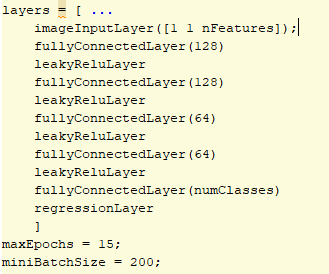 layers = [ ...
imageInputLayer([1 1 nFeatures]);
fullyConnectedLayer(128)
leakyReluLayer
fullyConnectedLayer(128)
leakyReluLayer
fullyConnectedLayer(64)
leakyReluLayer
fullyConnectedLayer(64)
leakyReluLayer
fullyConnectedLayer(numClasses)
regressionLayer
]
maxEpochs = 15;
miniBatchSize = 200;